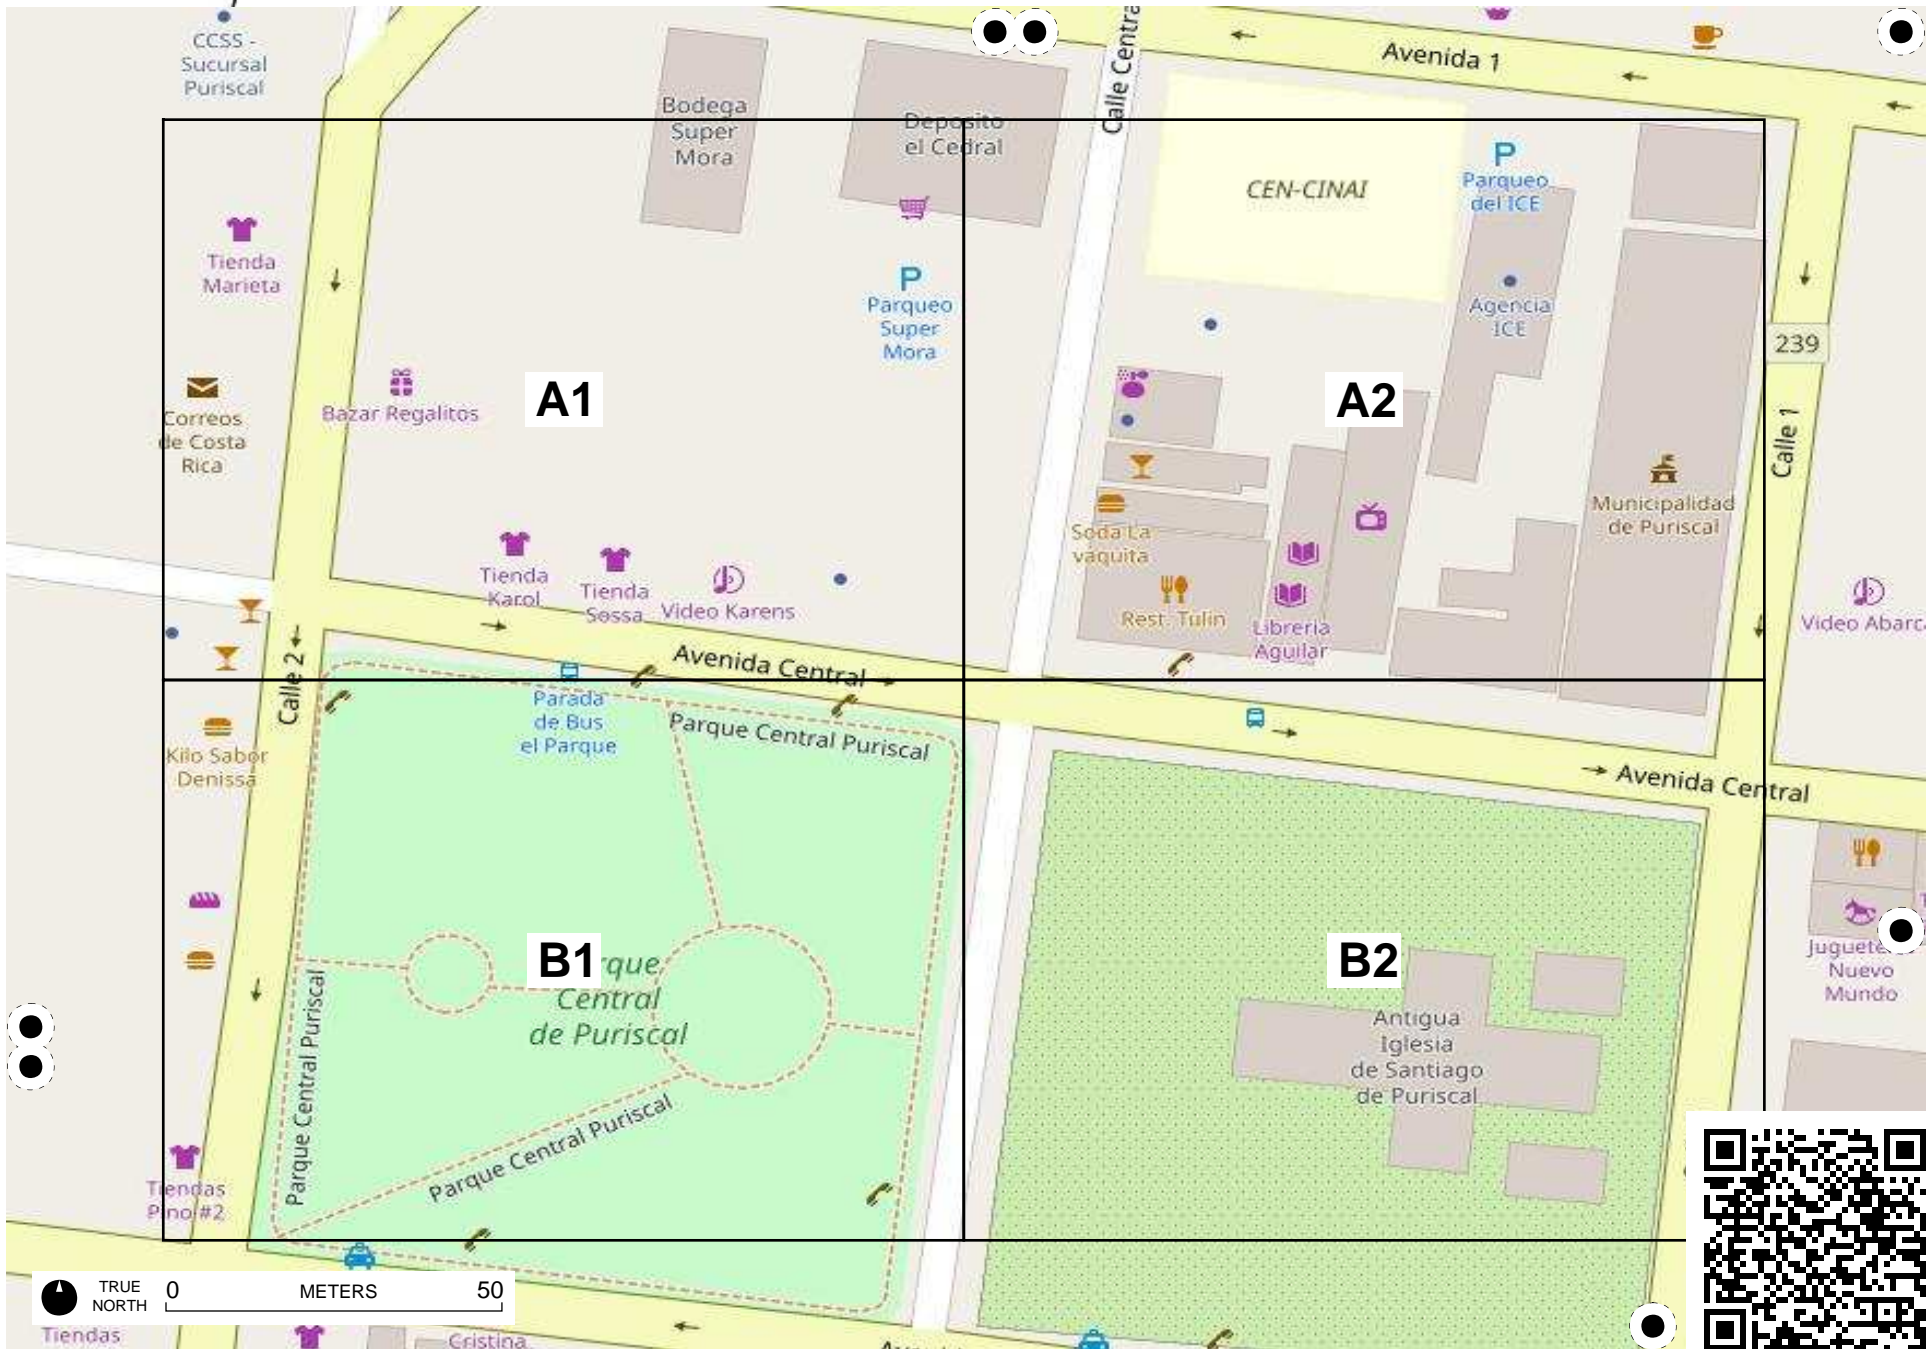 CCSS -
Sucursal
Puriscal
Calle Centra
Avenida 1
Bodega
Super
Mora
Deposito
el Cedral
CEN-CINAI
P
Parqueo
del ICE
Tienda
Marieta
P
Parqueo
Super
Mora
Agencia
ICE
239
Correos
de Costa
Rica
Bazar Regalitos
A1
A2
Calle 1
Municipalidad
de Puriscal
Soda La
vaquita
Tienda
Karol
Tienda
Sossa
Video Karens
Rest. Tulin
Libreria
Aguilar
Video Abarca
Calle 2
Avenida Central
Parada
de Bus
el Parque
Parque Central Puriscal
Kilo Sabor
Denissa
Avenida Central
B1
rque
Central
de Puriscal
B2
Juguete
Nuevo
Mundo
Parque Central Puriscal
Antigua
Iglesia
de Santiago
de Puriscal
Parque Central Puriscal
Tiendas
Pino #2
TRUE
NORTH
0
METERS
50
Tiendas
Cristina